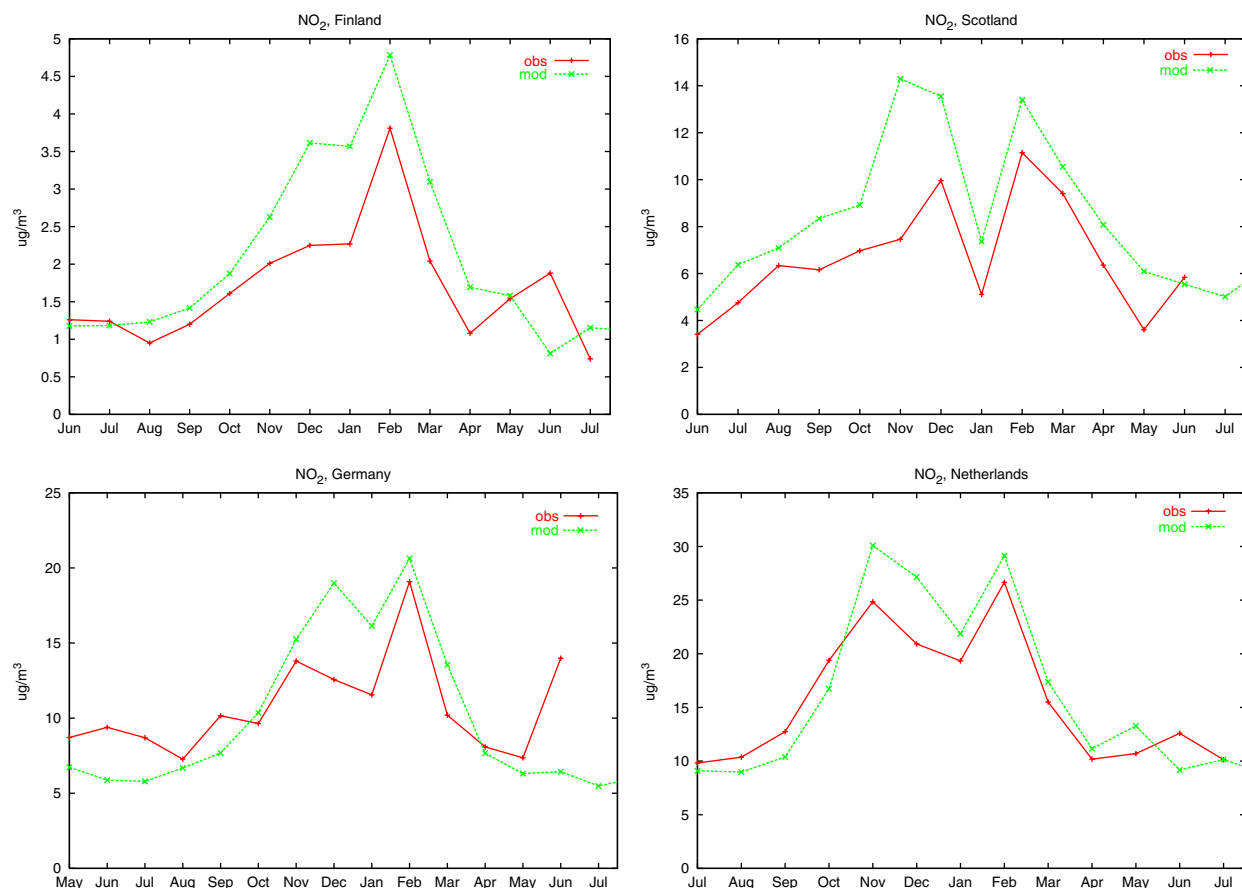 NO2, Finland
5
4.5
4
3.5
3
2.5
2
1.5
1
0.5
0
ug/m3
obs
mod
Jun Jul Aug Sep Oct Nov Dec Jan Feb Mar Apr May Jun Jul
NO2, Scotland
16
14
12
10
8
6
4
2
0
ug/m3
obs
mod
Jun Jul Aug Sep Oct Nov Dec Jan Feb Mar Apr May Jun Jul
NO2, Germany
25
20
15
10
5
0
ug/m3
obs
mod
May Jun Jul Aug Sep Oct Nov Dec Jan Feb Mar Apr May Jun Jul
NO2, Netherlands
35
30
25
20
15
10
5
0
ug/m3
obs
mod
Jul Aug Sep Oct Nov Dec Jan Feb Mar Apr May Jun Jul